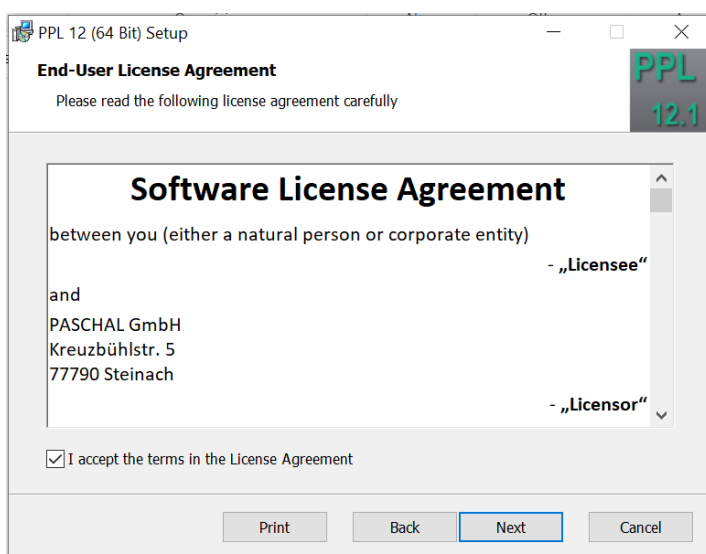 PPL 12 (64 Bit) Setup
End-User License Agreement
Please read the following license agreement carefully
PPL
12.1
Software License Agreement
between you (either a natural person or corporate entity)
- „Licensee“
and
PASCHAL GmbH
Kreuzbühlstr. 5
77790 Steinach
- „Licensor“
I accept the terms in the License Agreement
Print
Back
Next
Cancel